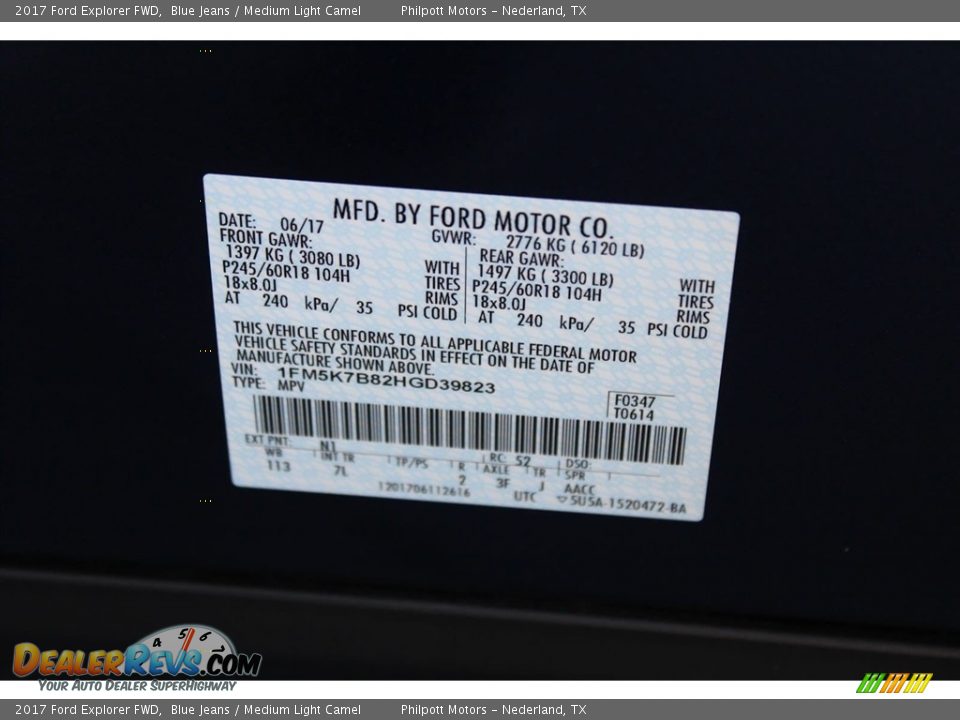 2017 Ford Explorer FWD, Blue Jeans / Medium Light Camel Philpott Motors - Nederland, TX
MFD. BY FORD MOTOR CO.
DATE: 06/17 GVWR: 2776 KG ( 6120 LB)
FRONT GAWR: REAR GAWR:
1397 KG ( 3080 LB) WITH 1497 KG ( 3300 LB) WITH
P245/60R18 104H TIRES P245/60R18 104H TIRES
18x8.0J RIMS 18x8.0J RIMS
AT 240 kPa/ 35 PSI COLD AT 240 kPa/ 35 PSI COLD
THIS VEHICLE CONFORMS TO ALL APPLICABLE FEDERAL MOTOR
VEHICLE SAFETY STANDARDS IN EFFECT ON THE DATE OF
MANUFACTURE SHOWN ABOVE.
VIN: 1FM5K7B82HGD39823
TYPE: MPV
F0347
T0614
EXT PNT: N1 RC: 52 DSO:
WB INT TR TP/PS R AXLE TR SPR
113 7L 2 3F J AACC
1201706112616 UTC 5U5A-1520472-BA
4 5 6
DEALERREVS.COM
YOUR AUTO DEALER SUPERHIGHWAY
2017 Ford Explorer FWD, Blue Jeans / Medium Light Camel Philpott Motors - Nederland, TX